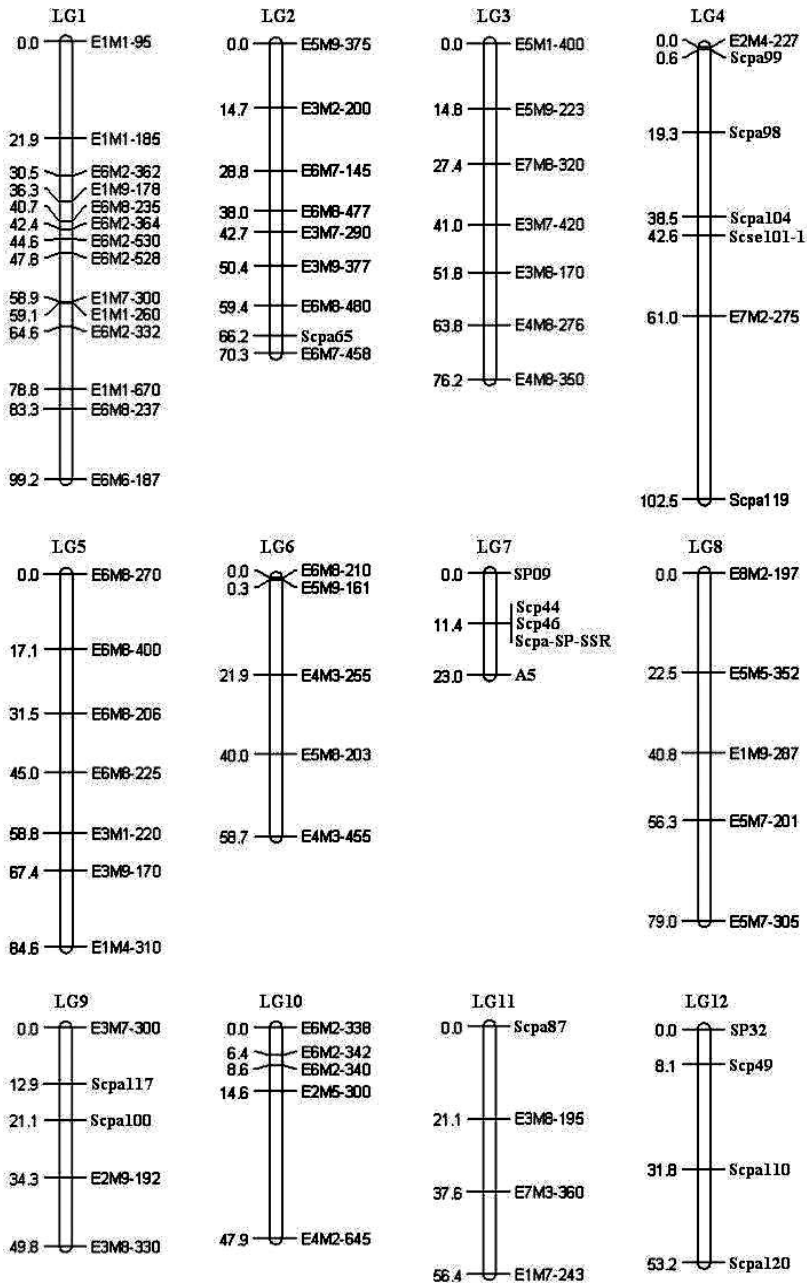 LG1
0.0 E1M1-95
21.9 E1M1-185
30.5 E6M2-362
36.3 E1M9-178
40.7 E6M8-235
42.4 E6M2-364
44.6 E6M2-530
47.8 E6M2-528
58.9 E1M7-300
59.1 E1M1-260
64.6 E6M2-332
78.8 E1M1-670
83.3 E6M8-237
99.2 E6M6-187
LG2
0.0 E5M9-375
14.7 E3M2-200
28.8 E6M7-145
38.0 E6M8-477
42.7 E3M7-290
50.4 E3M9-377
59.4 E6M8-480
66.2 Scpa65
70.3 E6M7-458
LG3
0.0 E5M1-400
14.8 E5M9-223
27.4 E7M8-320
41.0 E3M7-420
51.8 E3M8-170
63.8 E4M8-276
76.2 E4M8-350
LG4
0.0 E2M4-227
0.6 Scpa99
19.3 Scpa98
38.5 Scpa104
42.6 Scse101-1
61.0 E7M2-275
102.5 Scpa119
LG5
0.0 E6M8-270
17.1 E6M8-400
31.5 E6M8-206
45.0 E6M8-225
58.8 E3M1-220
67.4 E3M9-170
84.6 E1M4-310
LG6
0.0 E6M8-210
0.3 E5M9-161
21.9 E4M3-255
40.0 E5M8-203
58.7 E4M3-455
LG7
0.0 SP09
Scp44
11.4 Scp46
Scpa-SP-SSR
23.0 A5
LG8
0.0 E8M2-197
22.5 E5M5-352
40.8 E1M9-287
56.3 E5M7-201
79.0 E5M7-305
LG9
0.0 E3M7-300
12.9 Scpa117
21.1 Scpa100
34.3 E2M9-192
49.8 E3M8-330
LG10
0.0 E6M2-338
6.4 E6M2-342
8.6 E6M2-340
14.6 E2M5-300
47.9 E4M2-645
LG11
0.0 Scpa87
21.1 E3M8-195
37.6 E7M3-360
56.4 E1M7-243
LG12
0.0 SP32
8.1 Scp49
31.8 Scpa110
53.2 Scpa120